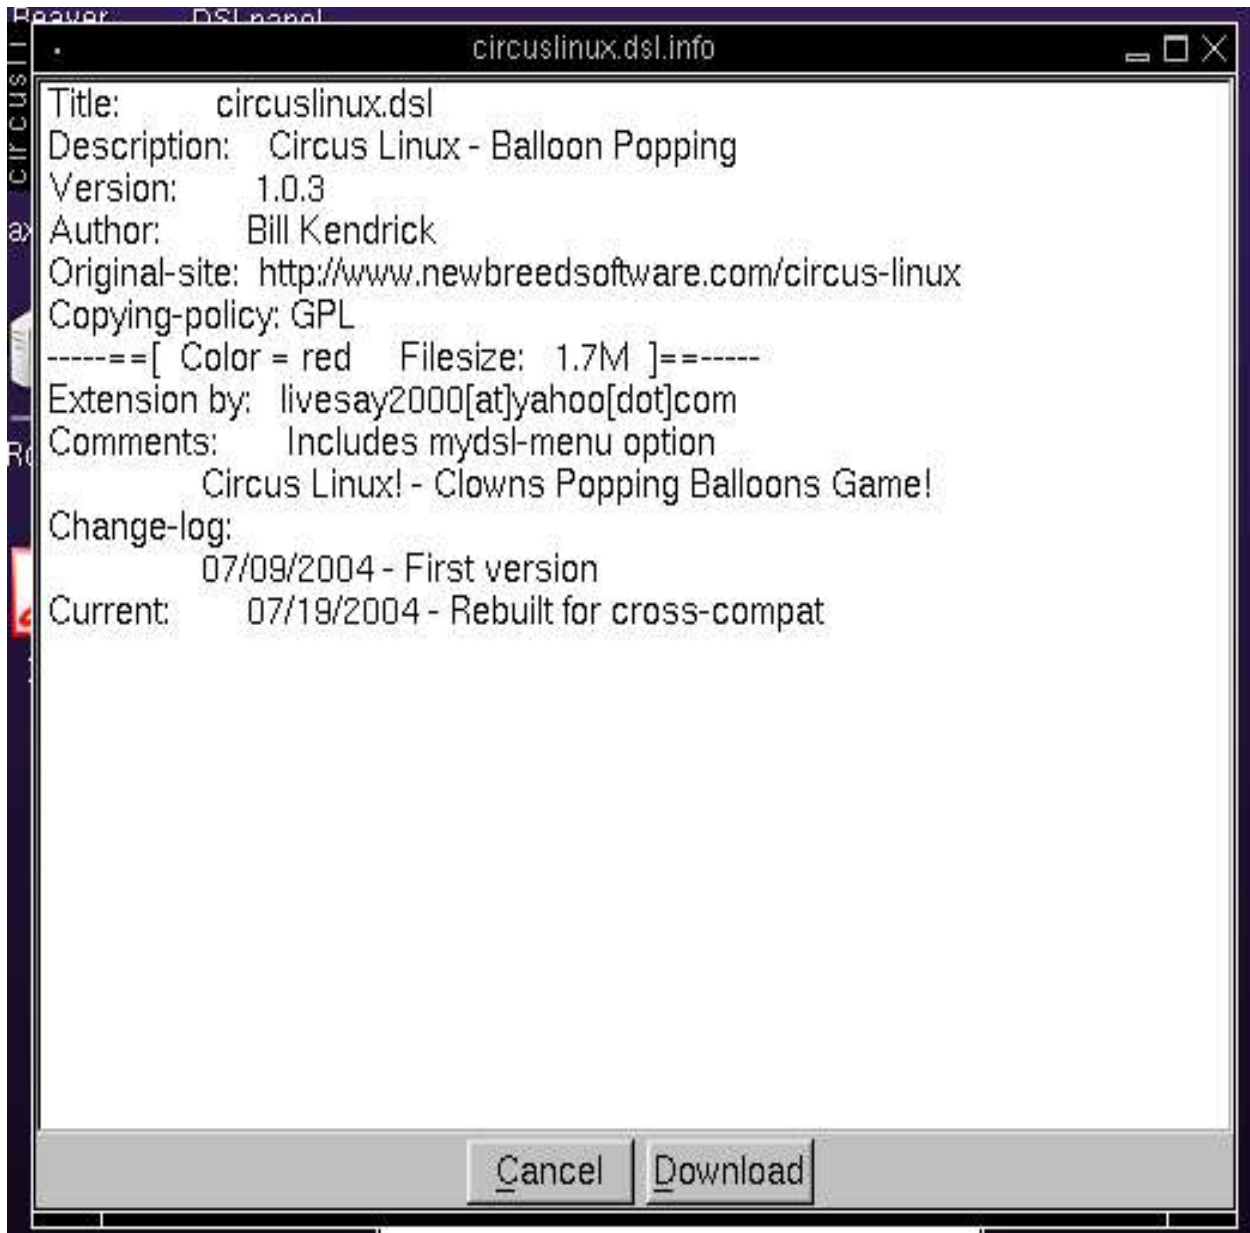 Beaver DSLpanel
circuslinux.dsl.info
circusli
Title: circuslinux.dsl
Description: Circus Linux - Balloon Popping
Version: 1.0.3
Author: Bill Kendrick
Original-site: http://www.newbreedsoftware.com/circus-linux
Copying-policy: GPL
-----==[ Color = red Filesize: 1.7M ]==-----
Extension by: livesay2000[at]yahoo[dot]com
Comments: Includes mydsl-menu option
Circus Linux! - Clowns Popping Balloons Game!
Change-log:
07/09/2004 - First version
Current: 07/19/2004 - Rebuilt for cross-compat
Cancel Download